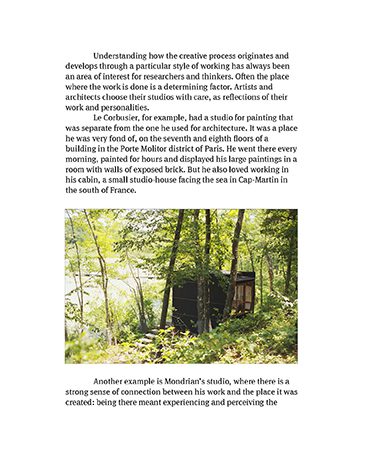 Understanding how the creative process originates and
develops through a particular style of working has always been
an area of interest for researchers and thinkers. Often the place
where the work is done is a determining factor. Artists and
architects choose their studios with care, as reflections of their
work and personalities.
Le Corbusier, for example, had a studio for painting that
was separate from the one he used for architecture. It was a place
he was very fond of, on the seventh and eighth floors of a
building in the Porte Molitor district of Paris. He went there every
morning, painted for hours and displayed his large paintings in a
room with walls of exposed brick. But he also loved working in
his cabin, a small studio-house facing the sea in Cap-Martin in
the south of France.
Another example is Mondrian's studio, where there is a
strong sense of connection between his work and the place it was
created: being there meant experiencing and perceiving the